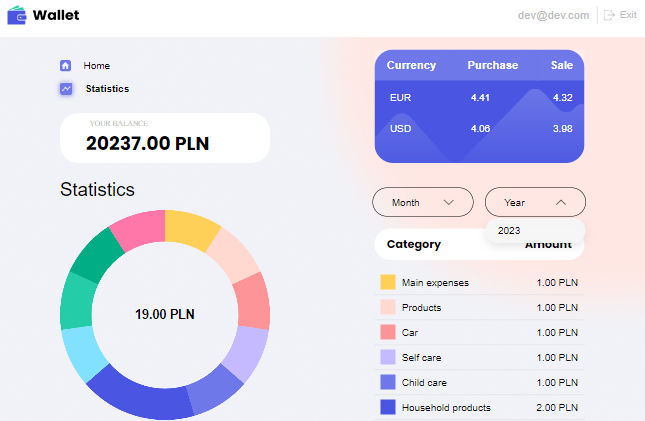 Wallet
dev@dev.com
Exit
Home
Statistics
YOUR BALANCE
20237.00 PLN
Statistics
19.00 PLN
Currency Purchase Sale
EUR 4.41 4.32
USD 4.06 3.98
Month
Year
2023
Category Amount
Main expenses 1.00 PLN
Products 1.00 PLN
Car 1.00 PLN
Self care 1.00 PLN
Child care 1.00 PLN
Household products 2.00 PLN